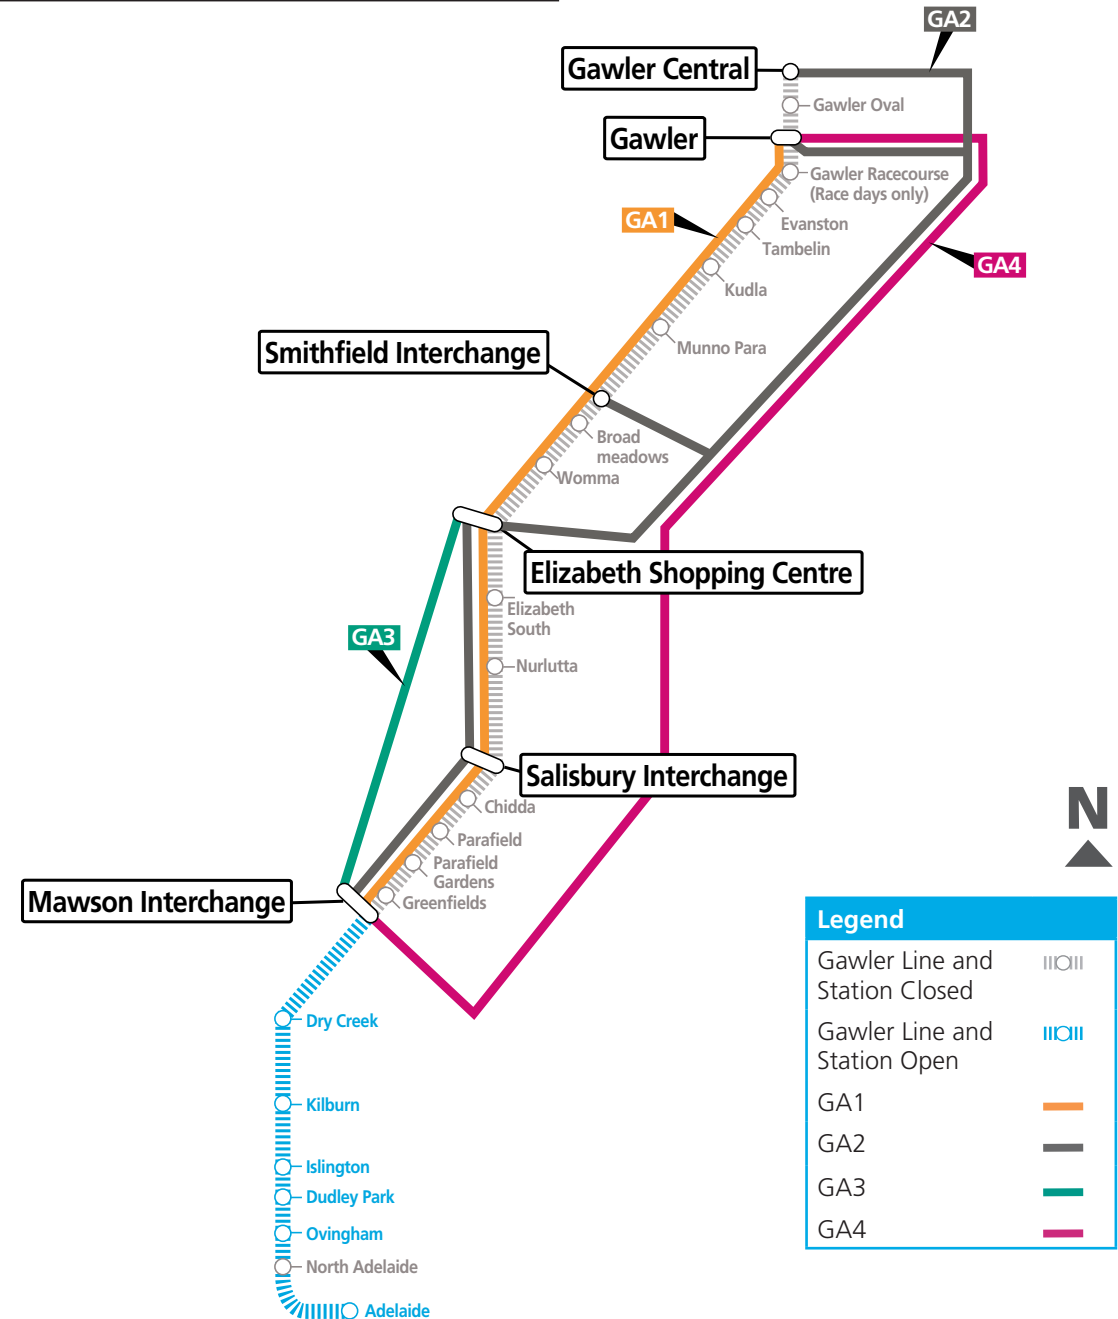 GA2
Gawler Central
Gawler Oval
Gawler
Gawler Racecourse
(Race days only)
GA1
Evanston
Tambelin
GA4
Kudla
Smithfield Interchange
Munno Para
Broad
meadows
Womma
Elizabeth Shopping Centre
Elizabeth
South
GA3
Nurlutta
Salisbury Interchange
Chidda
N
Parafield
Parafield
Gardens
Mawson Interchange
Greenfields
Legend
Gawler Line and
Station Closed
Gawler Line and
Station Open
GA1
GA2
GA3
GA4
Dry Creek
Kilburn
Islington
Dudley Park
Ovingham
North Adelaide
Adelaide